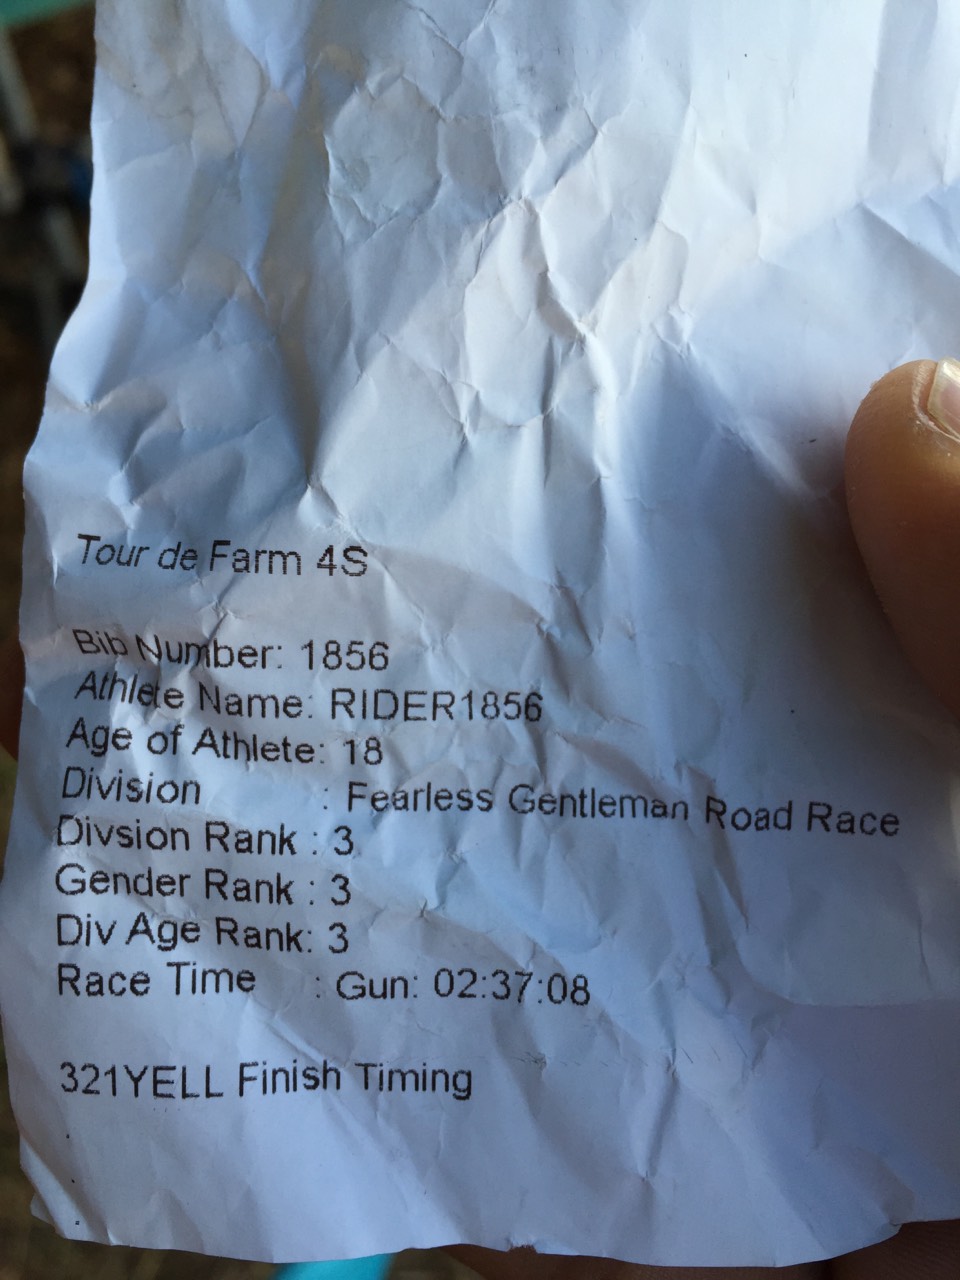 Tour de Farm 4S
Bib Number: 1856
Athlete Name: RIDER1856
Age of Athlete: 18
Division : Fearless Gentleman Road Race
Divsion Rank : 3
Gender Rank : 3
Div Age Rank: 3
Race Time : Gun: 02:37:08
321YELL Finish Timing